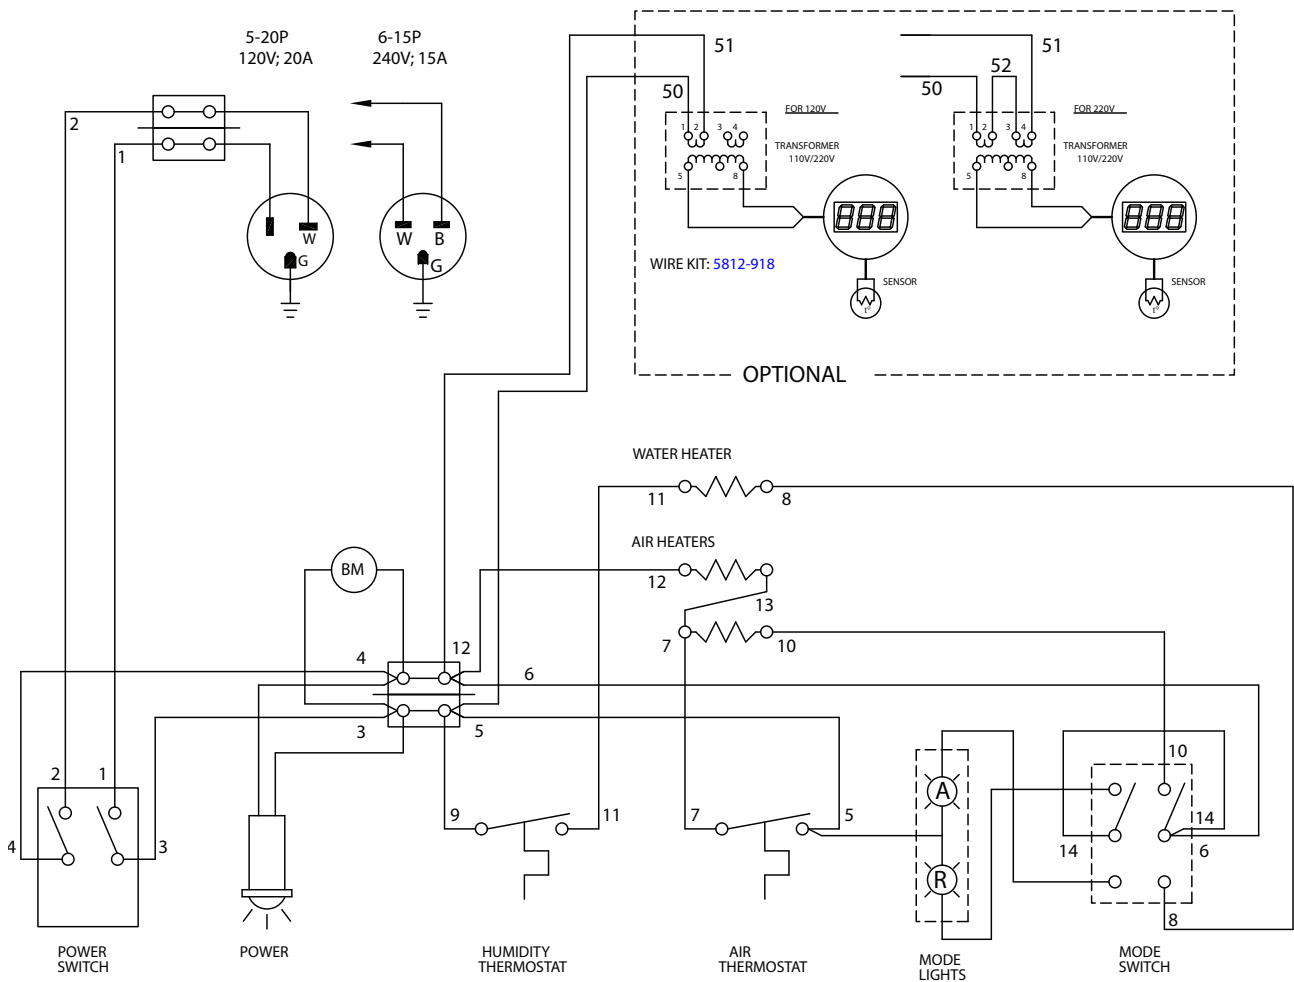 5-20P
120V; 20A
6-15P
240V; 15A
51
50
FOR 120V
1 2 3 4
TRANSFORMER
110V/220V
5 8
SENSOR
t°
WIRE KIT: 5812-918
51
52
50
FOR 220V
1 2 3 4
TRANSFORMER
110V/220V
5 8
SENSOR
t°
OPTIONAL
2
1
W
G
W B
G
WATER HEATER
11 8
AIR HEATERS
12
13
7 10
BM
4 12
6
3 5
2 1
4 3
9 11
7 5
A
R
10
14
14 6
8
POWER
SWITCH
POWER
HUMIDITY
THERMOSTAT
AIR
THERMOSTAT
MODE
LIGHTS
MODE
SWITCH